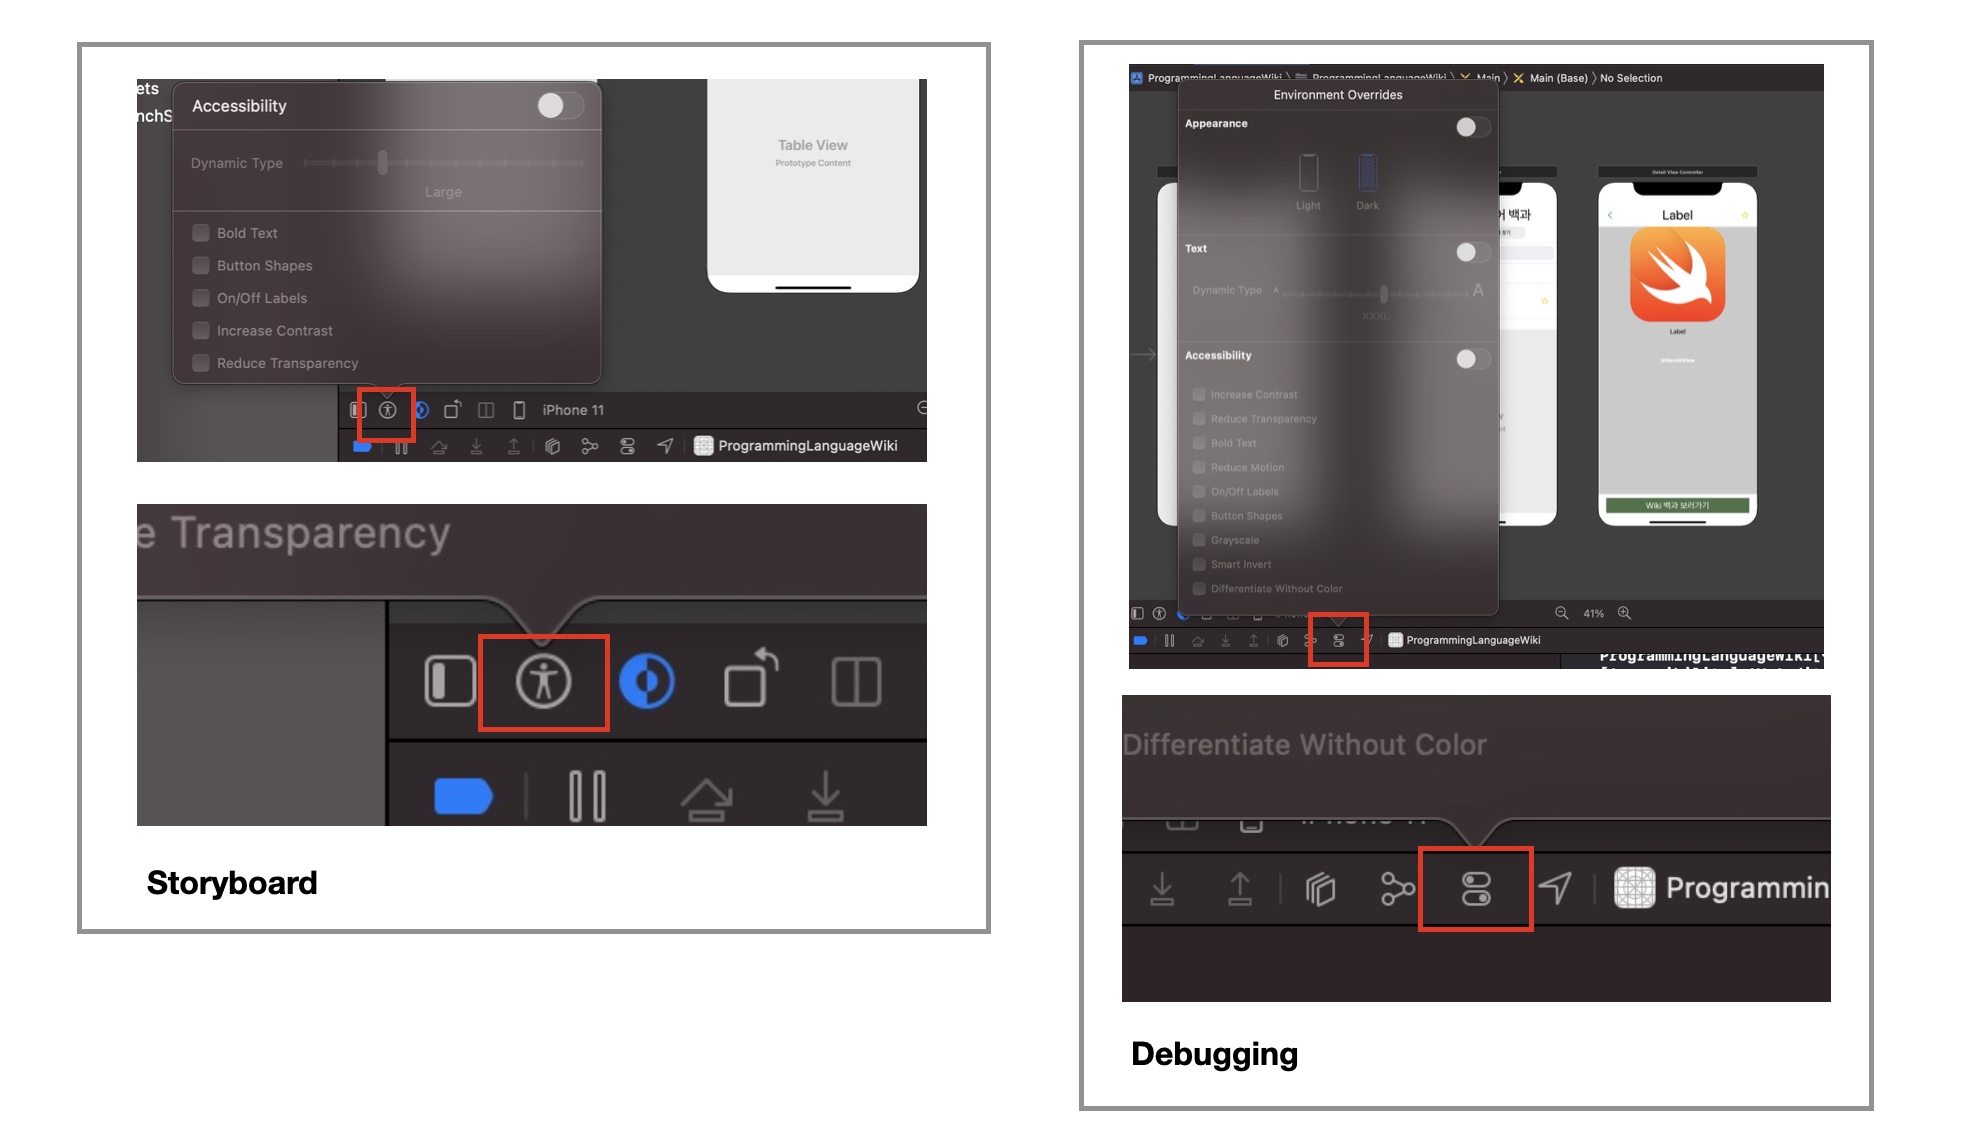 ets
nchS
Accessibility
Dynamic Type
Large
Bold Text
Button Shapes
On/Off Labels
Increase Contrast
Reduce Transparency
Table View
Prototype Content
iPhone 11
ProgrammingLanguageWiki
e Transparency
Storyboard
ProgrammingLanguageWiki ProgrammingLanguageWiki Main Main (Base) No Selection
Environment Overrides
Appearance
Light Dark
Text
Dynamic Type A A
XXXL
Accessibility
Increase Contrast
Reduce Transparency
Bold Text
Reduce Motion
On/Off Labels
Button Shapes
Grayscale
Smart Invert
Differentiate Without Color
백과
Detail View Controller
Label
Label
Wiki 백과 보러가기
41%
ProgrammingLanguageWiki
ProgrammingLanguageWiki[
Differentiate Without Color
Programmin
Debugging